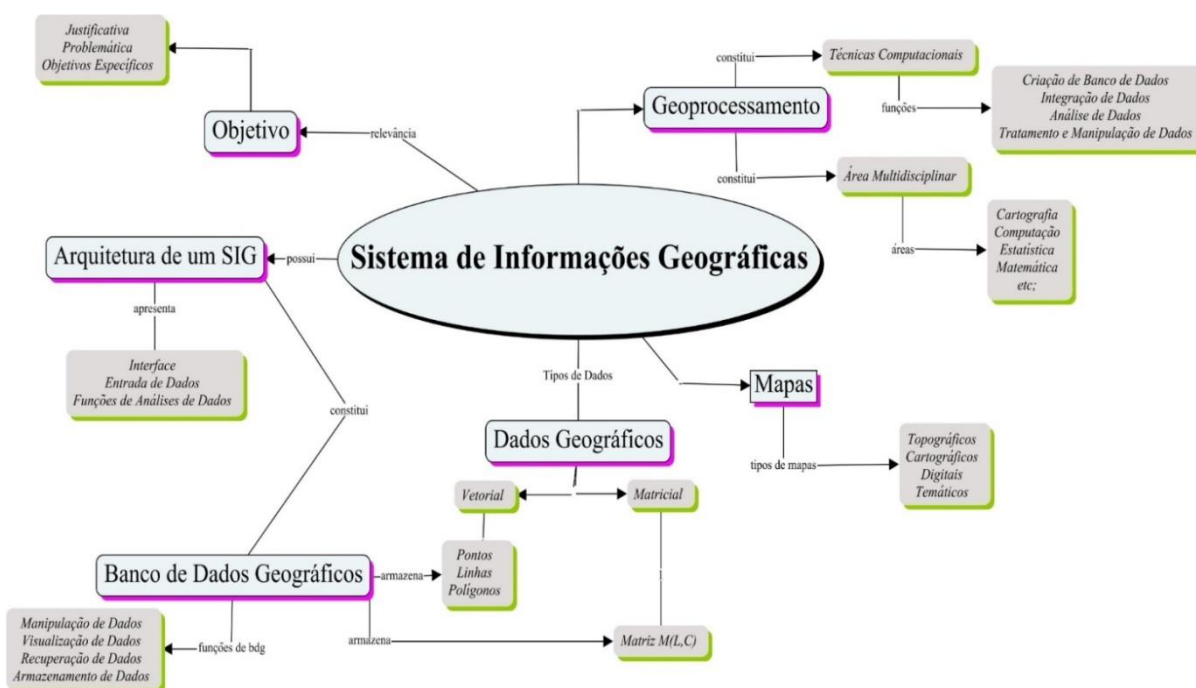 Justificativa
Problemática
Objetivos Específicos
Objetivo
relevância
constitui
Técnicas Computacionais
Geoprocessamento
funções
Criação de Banco de Dados
Integração de Dados
Análise de Dados
Tratamento e Manipulação de Dados
constitui
Área Multidisciplinar
áreas
Cartografia
Computação
Estatística
Matemática
etc;
Sistema de Informações Geográficas
Arquitetura de um SIG
possui
apresenta
Interface
Entrada de Dados
Funções de Análises de Dados
constitui
Tipos de Dados
Dados Geográficos
Mapas
tipos de mapas
Topográficos
Cartográficos
Digitais
Temáticos
Vetorial
Matricial
Banco de Dados Geográficos
armazena
Pontos
Linhas
Polígonos
funções de bdg
Manipulação de Dados
Visualização de Dados
Recuperação de Dados
Armazenamento de Dados
armazena
Matriz M(L,C)